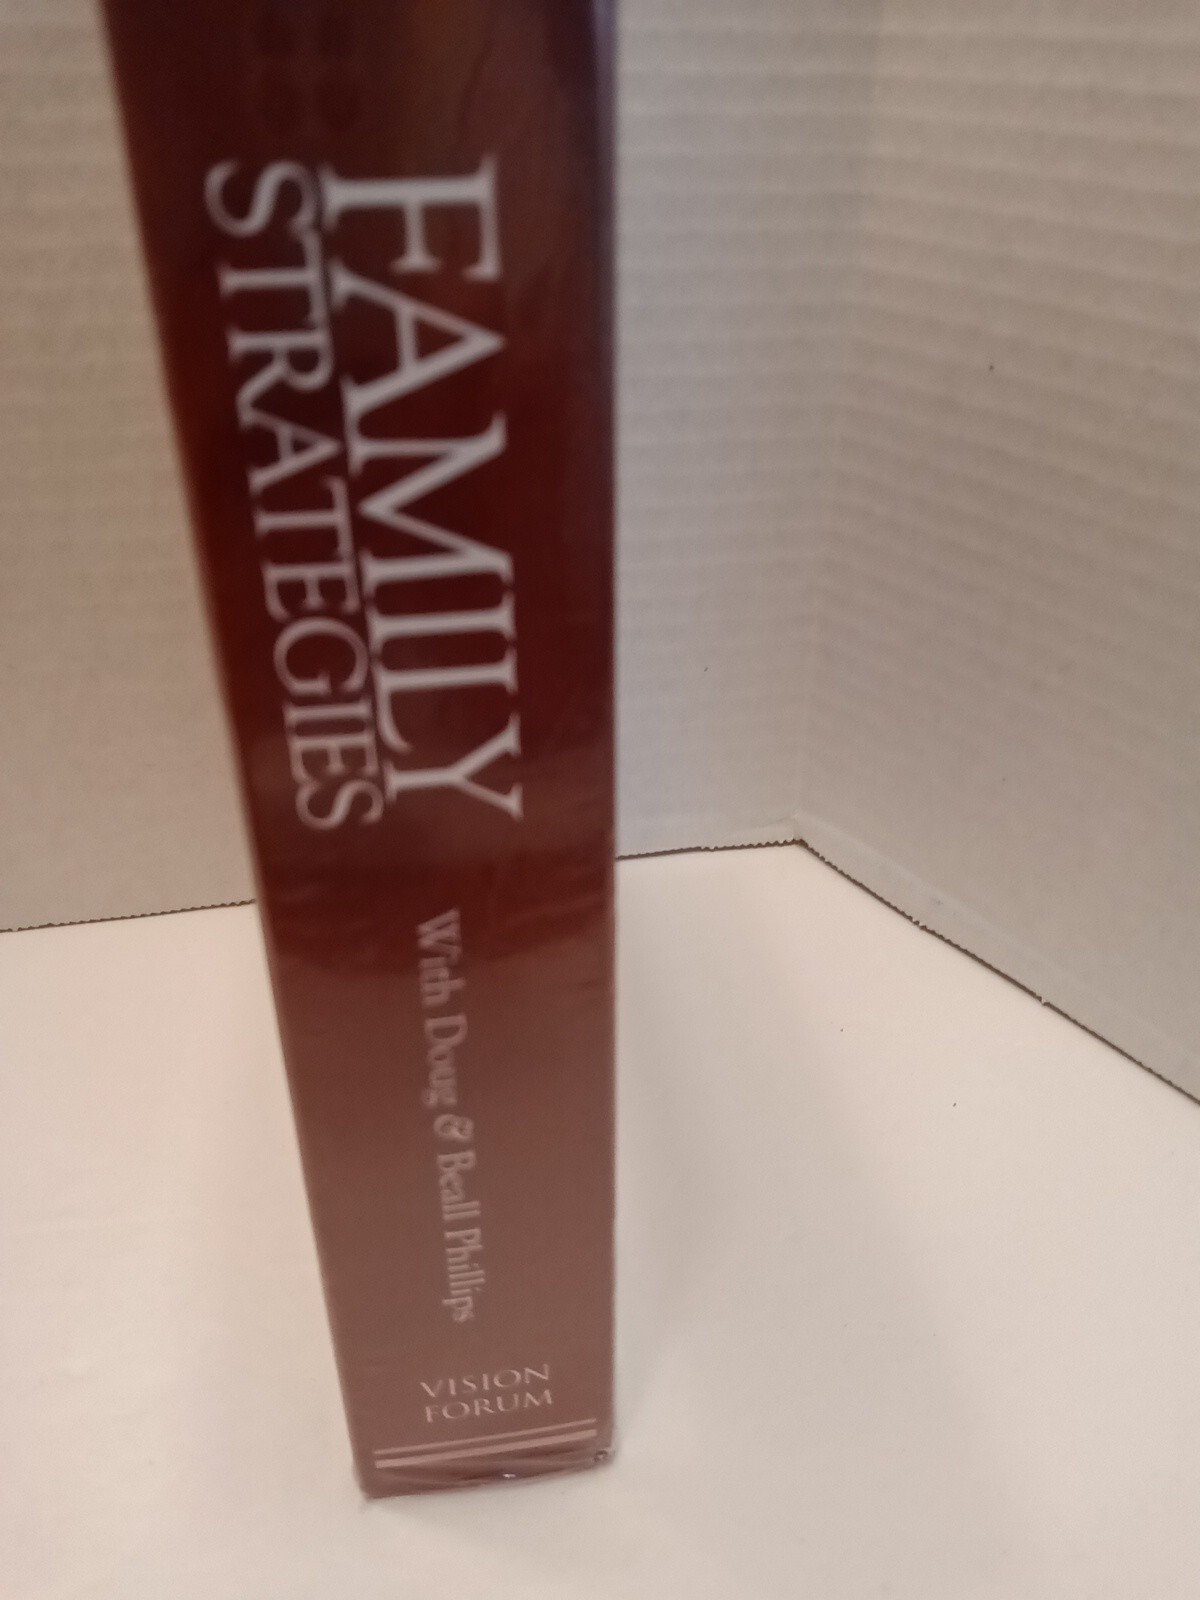 FAMILY
STRATEGIES
With Doug & Beall Phillips
VISION
FORUM